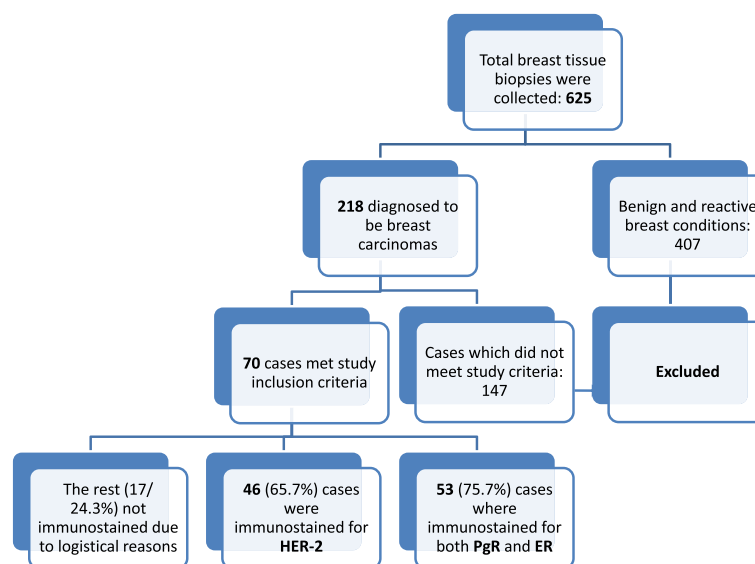 Total breast tissue
biopsies were
collected: 625
218 diagnosed to
be breast
carcinomas
Benign and reactive
breast conditions:
407
70 cases met study
inclusion criteria
Cases which did not
meet study criteria:
147
Excluded
The rest (17/
24.3%) not
immunostained due
to logistical reasons
46 (65.7%) cases
were
immunostained for
HER-2
53 (75.7%) cases
where
immunostained for
both PgR and ER